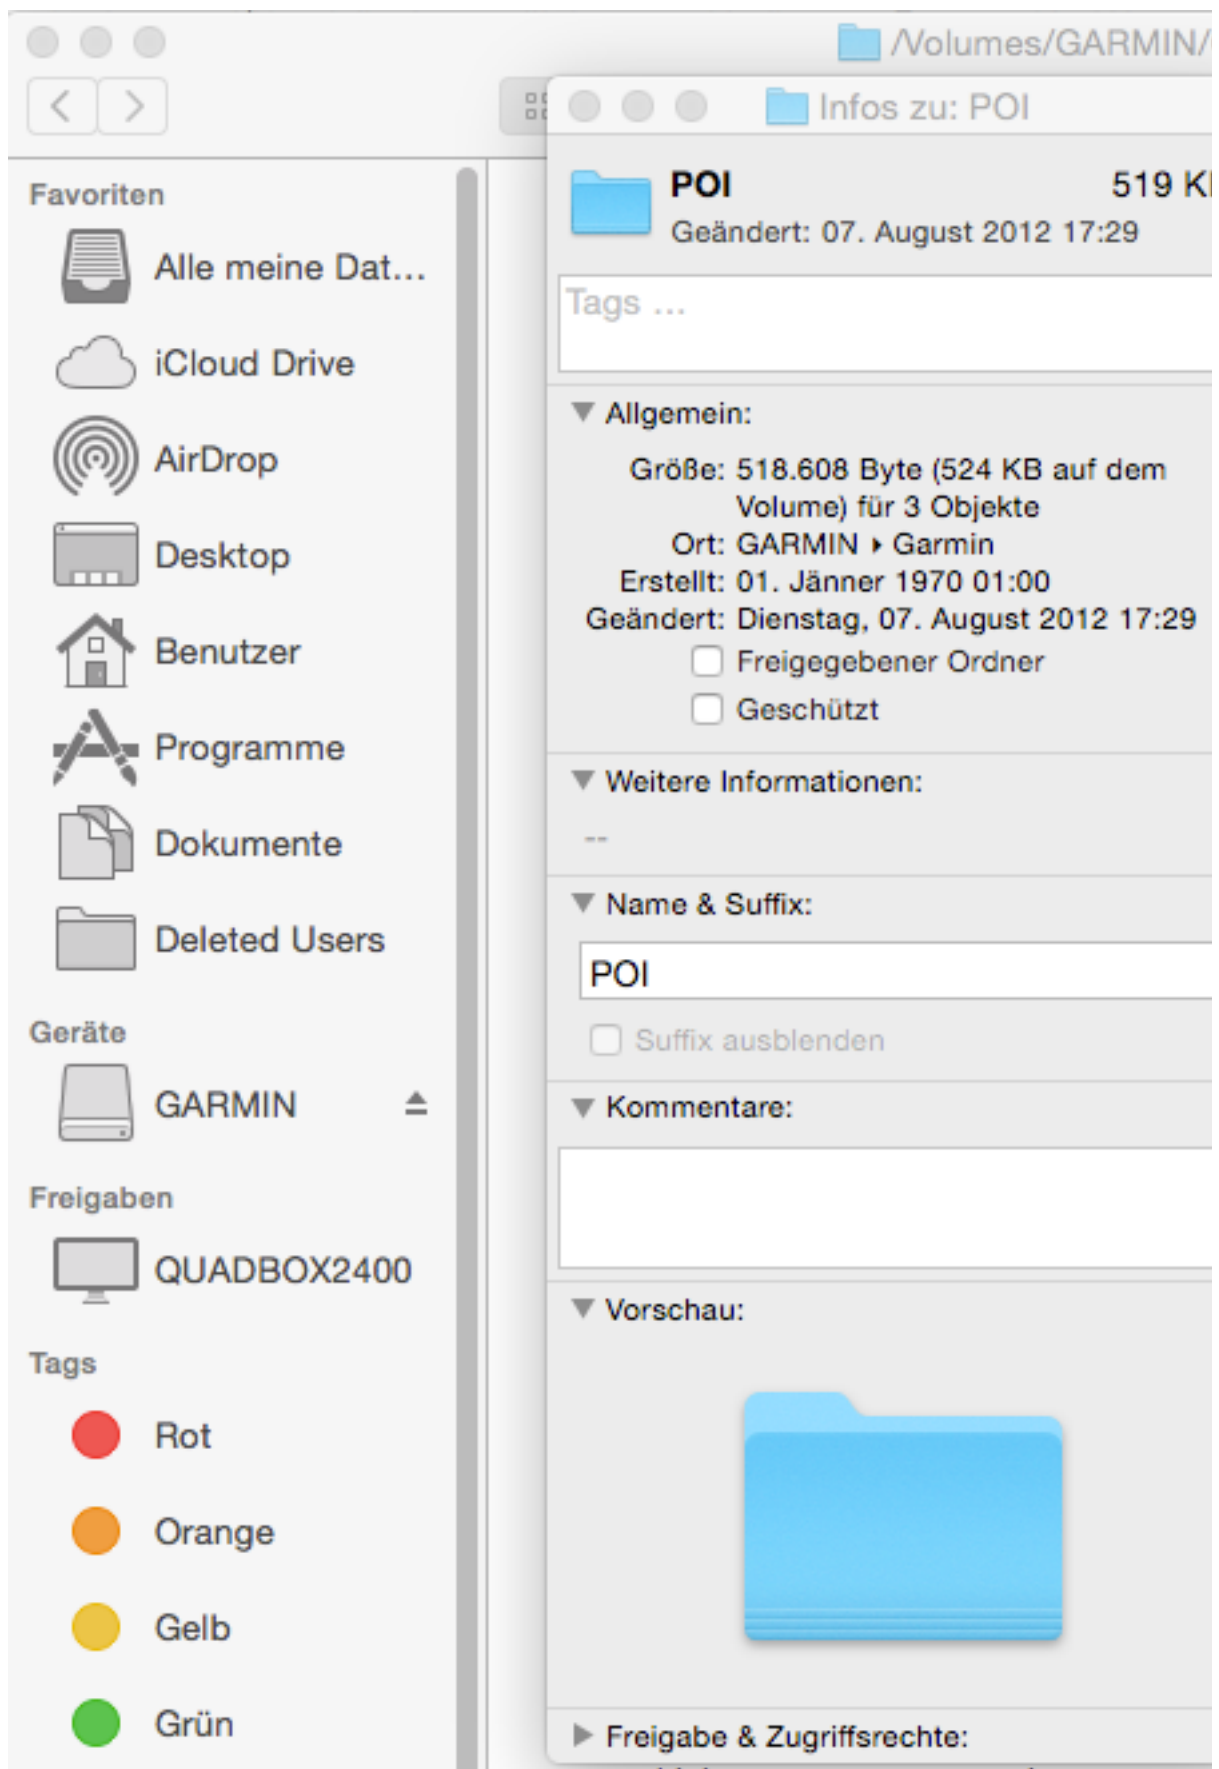 /Volumes/GARMIN/
Infos zu: POI
Favoriten
Alle meine Dat...
iCloud Drive
AirDrop
Desktop
Benutzer
Programme
Dokumente
Deleted Users
Geräte
GARMIN
Freigaben
QUADBOX2400
Tags
Rot
Orange
Gelb
Grün
POI 519 K
Geändert: 07. August 2012 17:29
Tags ...
Allgemein:
Größe: 518.608 Byte (524 KB auf dem
Volume) für 3 Objekte
Ort: GARMIN ▸ Garmin
Erstellt: 01. Jänner 1970 01:00
Geändert: Dienstag, 07. August 2012 17:29
Freigegebener Ordner
Geschützt
Weitere Informationen:
--
Name & Suffix:
POI
Suffix ausblenden
Kommentare:
Vorschau:
Freigabe & Zugriffsrechte: